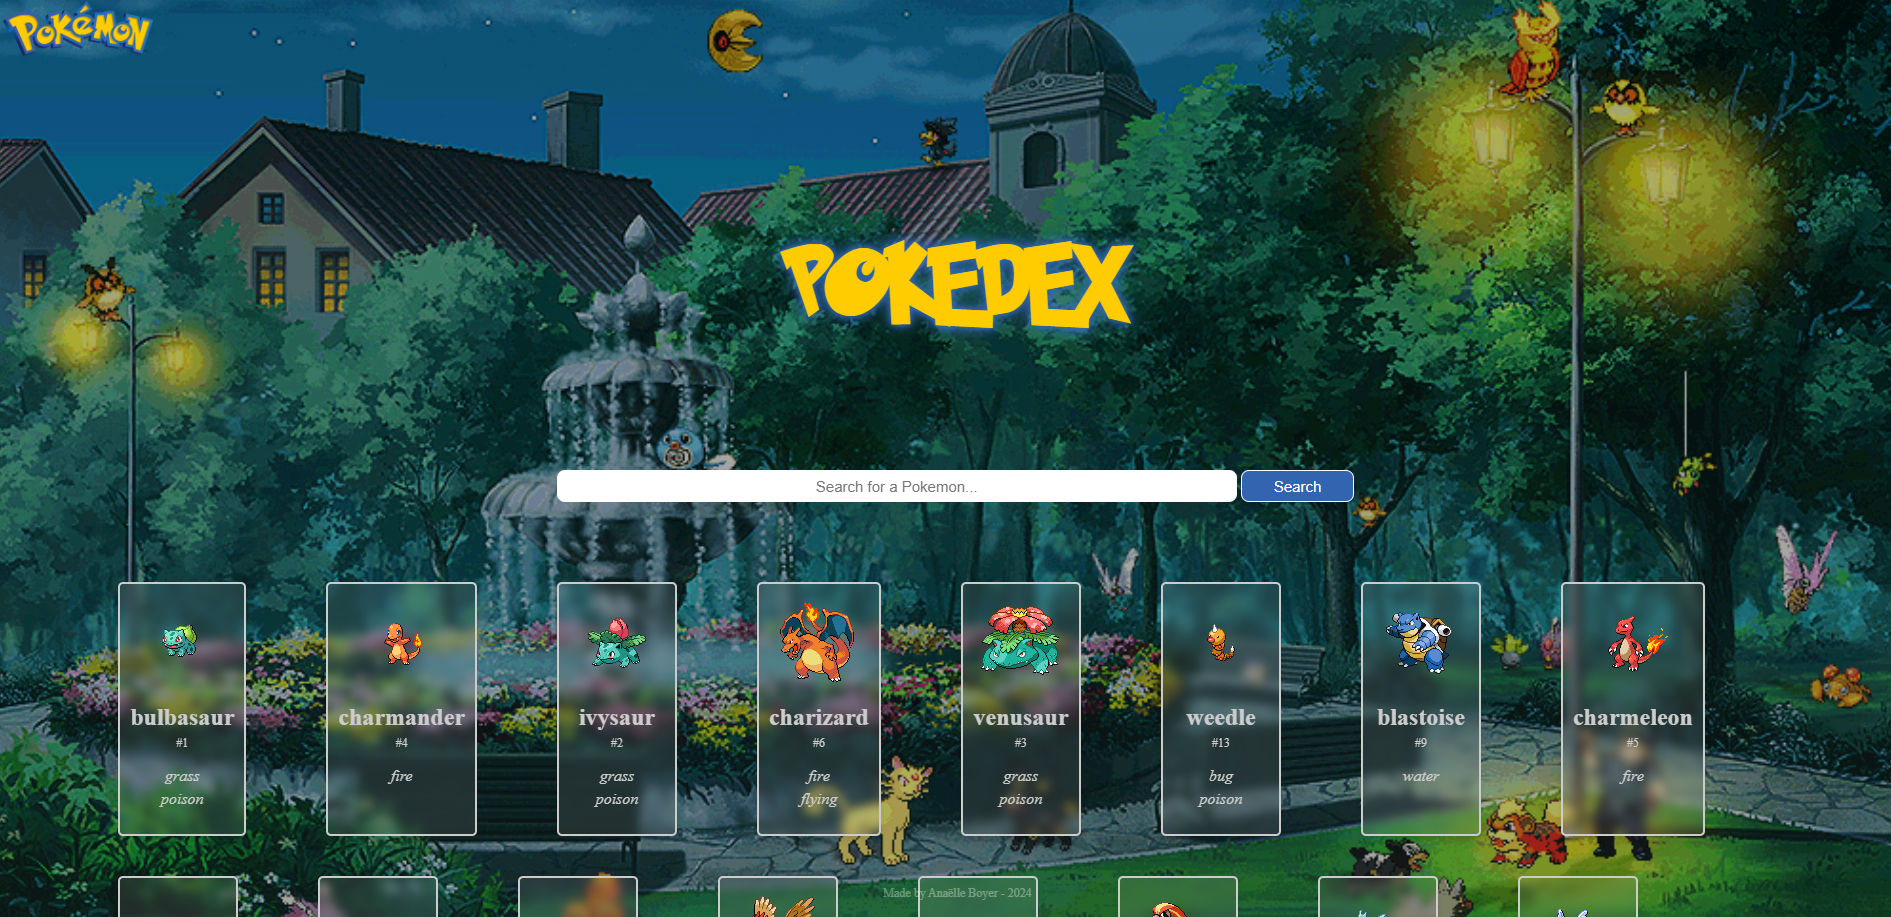 POKéMON
POKEDEX
Search for a Pokemon...
Search
bulbasaur
#1
grass
poison
charmander
#4
fire
ivysaur
#2
grass
poison
charizard
#6
fire
flying
venusaur
#3
grass
poison
weedle
#13
bug
poison
blastoise
#9
water
charmeleon
#5
fire
Made by Anaëlle Boyer - 2024